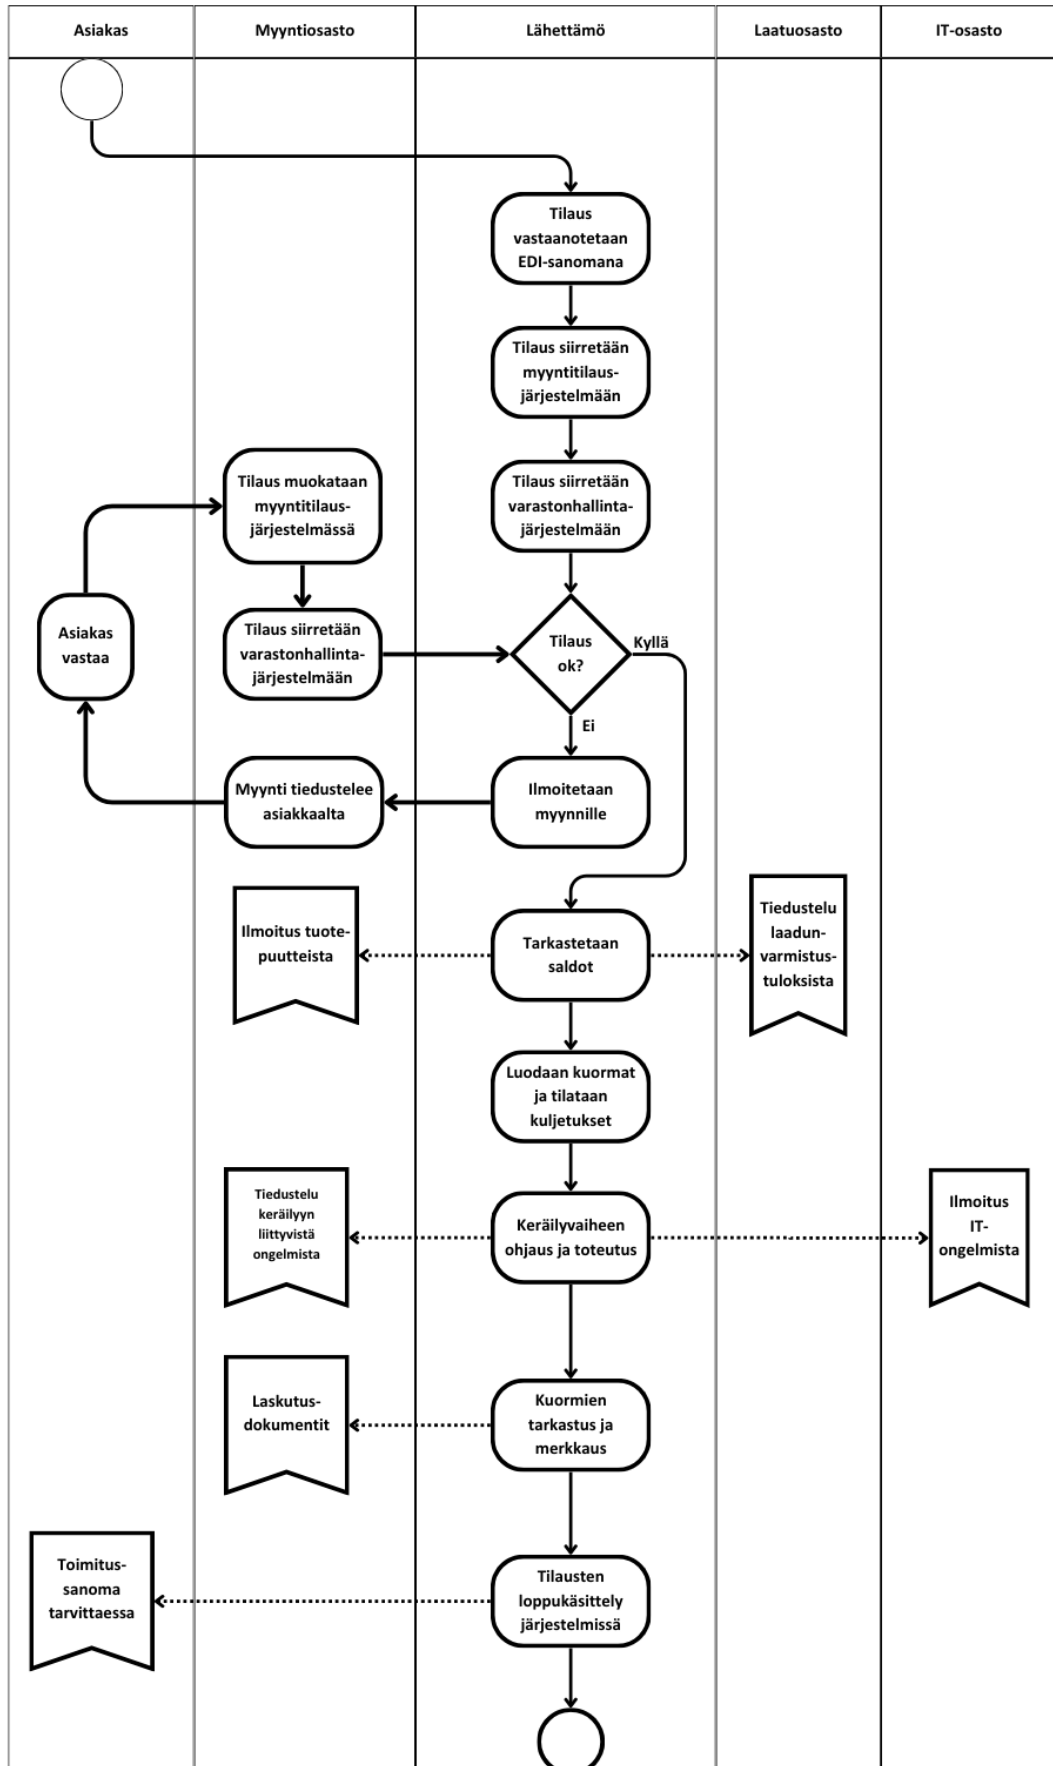 Asiakas
Myyntiosasto
Lähettämö
Laatuosasto
IT-osasto
Tilaus
vastaanotetaan
EDI-sanomana
Tilaus siirretään
myyntitilaus-
järjestelmään
Tilaus siirretään
varastonhallinta-
järjestelmään
Tilaus muokataan
myyntitilaus-
järjestelmässä
Tilaus siirretään
varastonhallinta-
järjestelmään
Asiakas
vastaa
Tilaus
ok?
Kyllä
Ei
Ilmoitetaan
myynnille
Myynti tiedustelee
asiakkaalta
Tarkastetaan
saldot
Ilmoitus tuote-
puutteista
Tiedustelu
laadun-
varmistus-
tuloksista
Luodaan kuormat
ja tilataan
kuljetukset
Keräilyvaiheen
ohjaus ja toteutus
Tiedustelu
keräilyyn
liittyvistä
ongelmista
Ilmoitus
IT-
ongelmista
Kuormien
tarkastus ja
merkkaus
Laskutus-
dokumentit
Tilausten
loppukäsittely
järjestelmissä
Toimitus-
sanoma
tarvittaessa